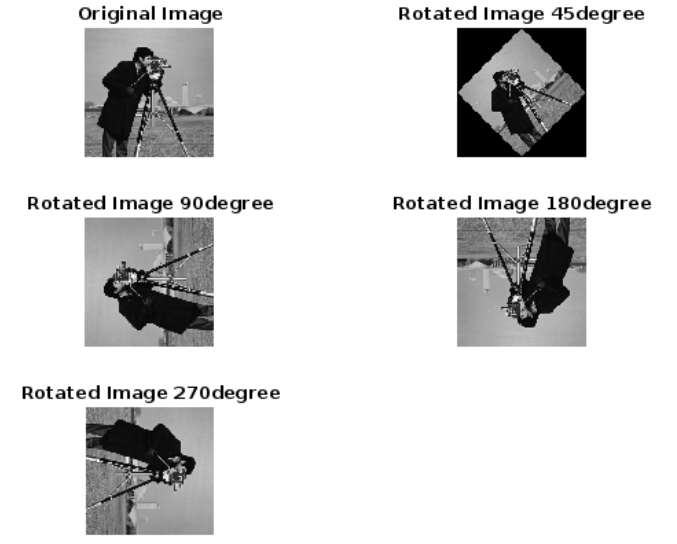 Original Image
Rotated Image 45degree
Rotated Image 90degree
Rotated Image 180degree
Rotated Image 270degree